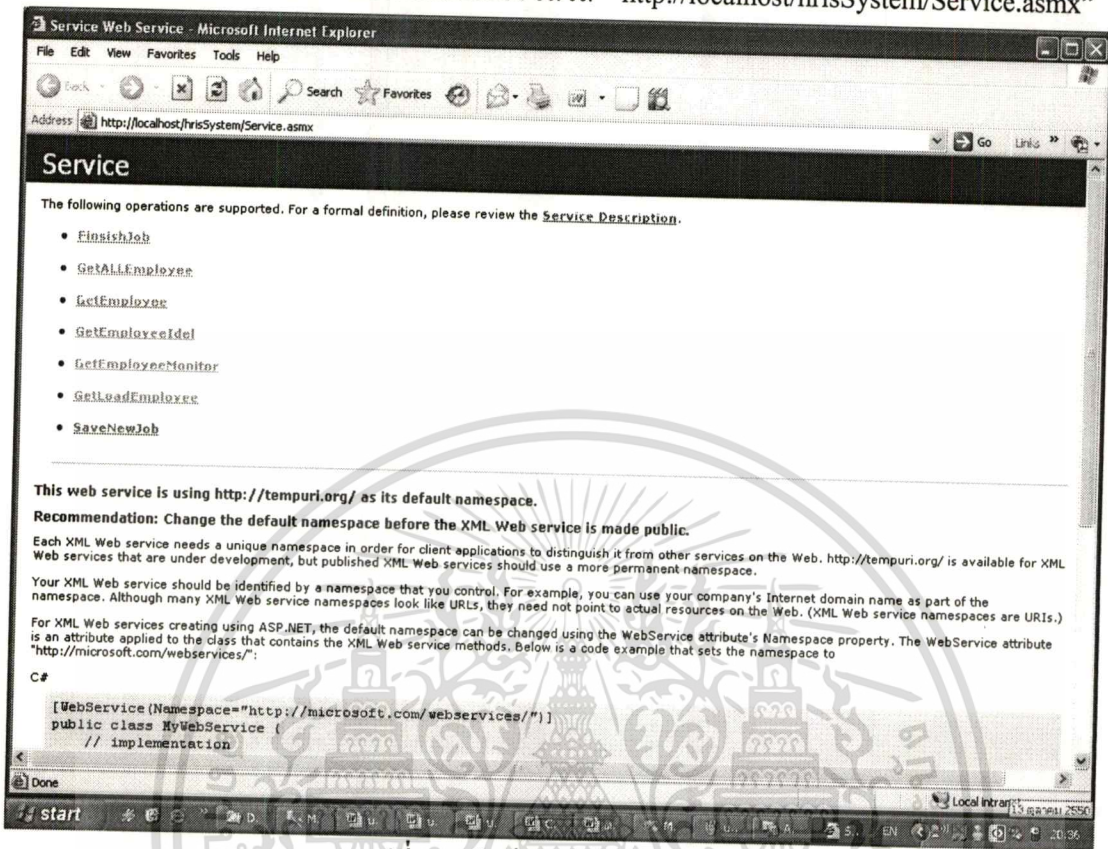 "http://localhost/hrisSystem/Service.asmx"
Service Web Service - Microsoft Internet Explorer
File Edit View Favorites Tools Help
Back Search Favorites
Address http://localhost/hrisSystem/Service.asmx Go Links »
Service
The following operations are supported. For a formal definition, please review the Service Description.
• FinsishJob
• GetALLEmployee
• GetEmployee
• GetEmployeeIdel
• GetEmployeeMonitor
• GetLoadEmployee
• SaveNewJob
This web service is using http://tempuri.org/ as its default namespace.
Recommendation: Change the default namespace before the XML Web service is made public.
Each XML Web service needs a unique namespace in order for client applications to distinguish it from other services on the Web. http://tempuri.org/ is available for XML
Web services that are under development, but published XML Web services should use a more permanent namespace.
Your XML Web service should be identified by a namespace that you control. For example, you can use your company's Internet domain name as part of the
namespace. Although many XML Web service namespaces look like URLs, they need not point to actual resources on the Web. (XML Web service namespaces are URIs.)
For XML Web services creating using ASP.NET, the default namespace can be changed using the WebService attribute's Namespace property. The WebService attribute
is an attribute applied to the class that contains the XML Web service methods. Below is a code example that sets the namespace to
"http://microsoft.com/webservices/":
C#
[WebService(Namespace="http://microsoft.com/webservices/")]
public class MyWebService {
// implementation
Done
Local intranet
start EN 20:36
13 ตุลาคม 2550